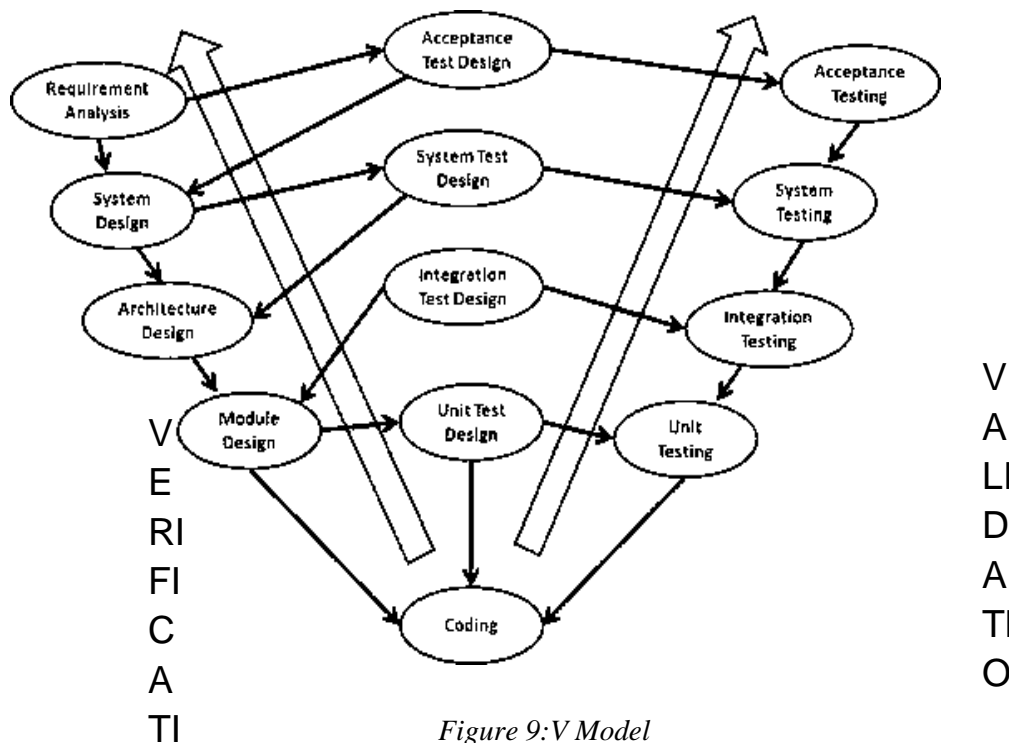 Acceptance
Test Design
Requirement
Analysis
Acceptance
Testing
System Test
Design
System
Design
System
Testing
Integration
Test Design
Architecture
Design
Integration
Testing
Module
Design
Unit Test
Design
Unit
Testing
Coding
V
E
RI
FI
C
A
TI
V
A
LI
D
A
TI
O
Figure 9:V Model